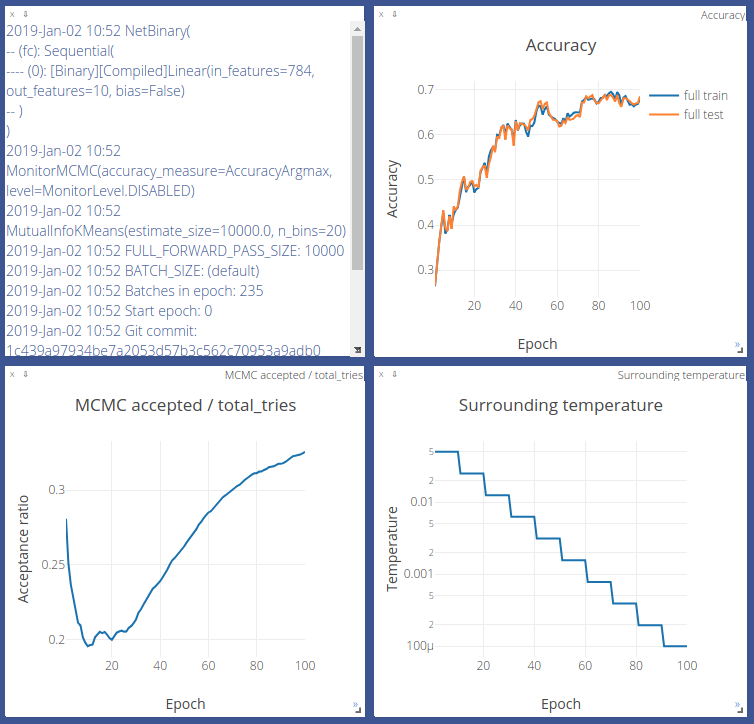 x ⇩
2019-Jan-02 10:52 NetBinary(
-- (fc): Sequential(
---- (0): [Binary][Compiled]Linear(in_features=784,
out_features=10, bias=False)
-- )
)
2019-Jan-02 10:52
MonitorMCMC(accuracy_measure=AccuracyArgmax,
level=MonitorLevel.DISABLED)
2019-Jan-02 10:52
MutualInfoKMeans(estimate_size=10000.0, n_bins=20)
2019-Jan-02 10:52 FULL_FORWARD_PASS_SIZE: 10000
2019-Jan-02 10:52 BATCH_SIZE: (default)
2019-Jan-02 10:52 Batches in epoch: 235
2019-Jan-02 10:52 Start epoch: 0
2019-Jan-02 10:52 Git commit:
1c439a97934be7a2053d57b3c562c70953a9adb0
x ⇩ Accuracy
Accuracy
0.7
0.6
0.5
0.4
0.3
Accuracy
full train
full test
20 40 60 80 100
Epoch
»
x ⇩ MCMC accepted / total_tries
MCMC accepted / total_tries
0.3
0.25
0.2
Acceptance ratio
20 40 60 80 100
Epoch
»
x ⇩ Surrounding temperature
Surrounding temperature
5
2
0.01
5
2
0.001
5
2
100μ
Temperature
20 40 60 80 100
Epoch
»